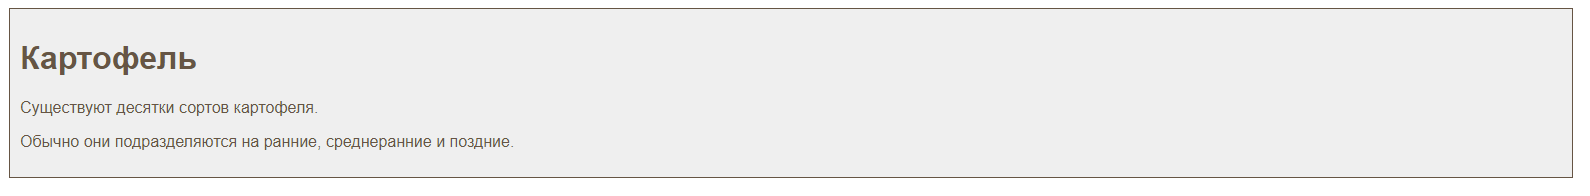 Картофель
Существуют десятки сортов картофеля.
Обычно они подразделяются на ранние, среднеранние и поздние.